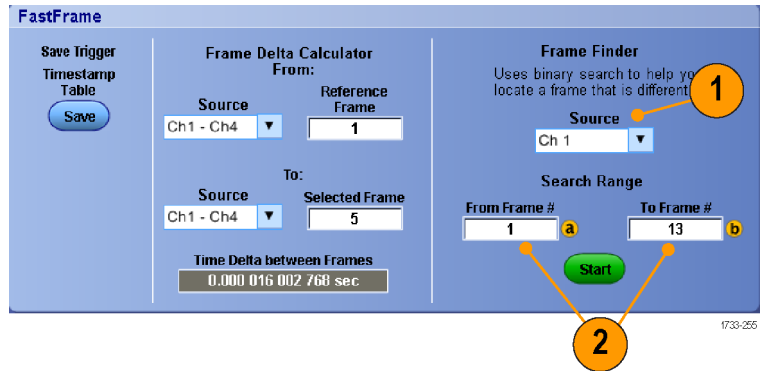 FastFrame
Save Trigger
Timestamp
Table
Save
Frame Delta Calculator
From:
Source
Reference
Frame
Ch1 - Ch4
1
To:
Source
Selected Frame
Ch1 - Ch4
5
Time Delta between Frames
0.000 016 002 768 sec
Frame Finder
Uses binary search to help
locate a frame that is different
1
Source
Ch 1
Search Range
From Frame #
To Frame #
1
a
13
b
Start
2
1733-255